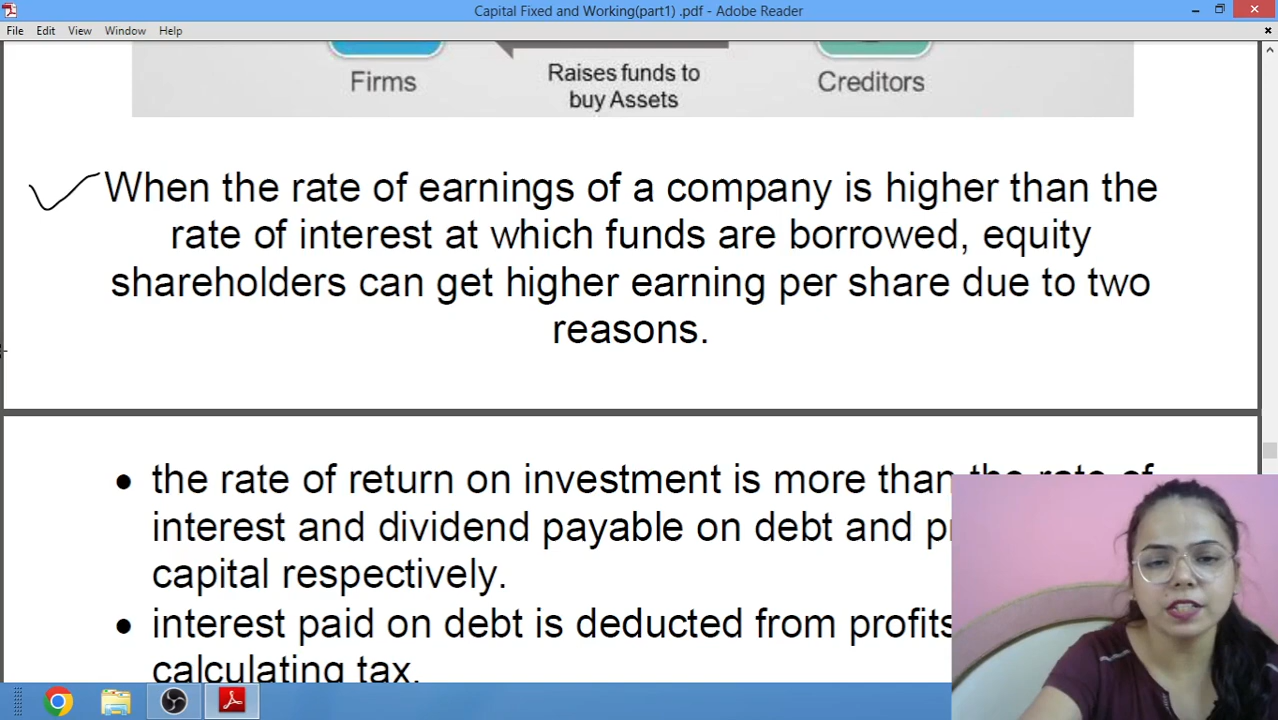 Capital Fixed and Working(part1) .pdf - Adobe Reader
File Edit View Window Help
Firms
Raises funds to
buy Assets
Creditors
When the rate of earnings of a company is higher than the
rate of interest at which funds are borrowed, equity
shareholders can get higher earning per share due to two
reasons.
• the rate of return on investment is more than the rate of
interest and dividend payable on debt and
capital respectively.
• interest paid on debt is deducted from profits
calculating tax.